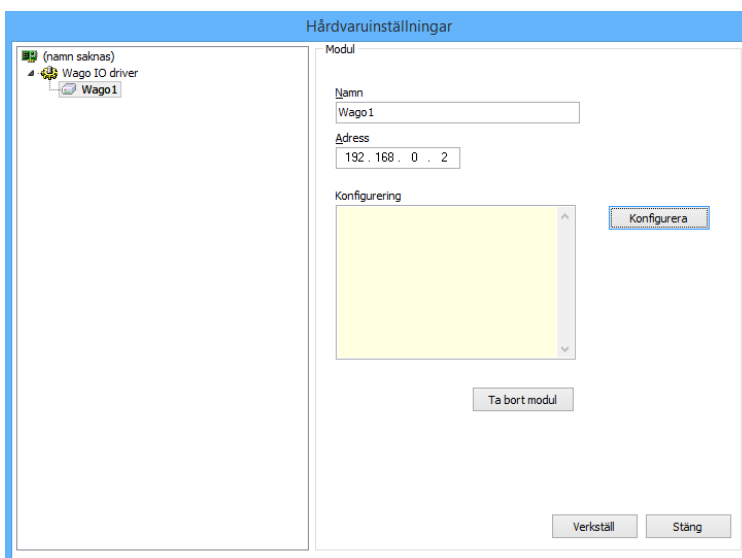 Hårdvaruinställningar
(namn saknas)
Wago IO driver
Wago1
Modul
Namn
Wago1
Adress
192 . 168 . 0 . 2
Konfigurering
Konfigurera
Ta bort modul
Verkställ
Stäng